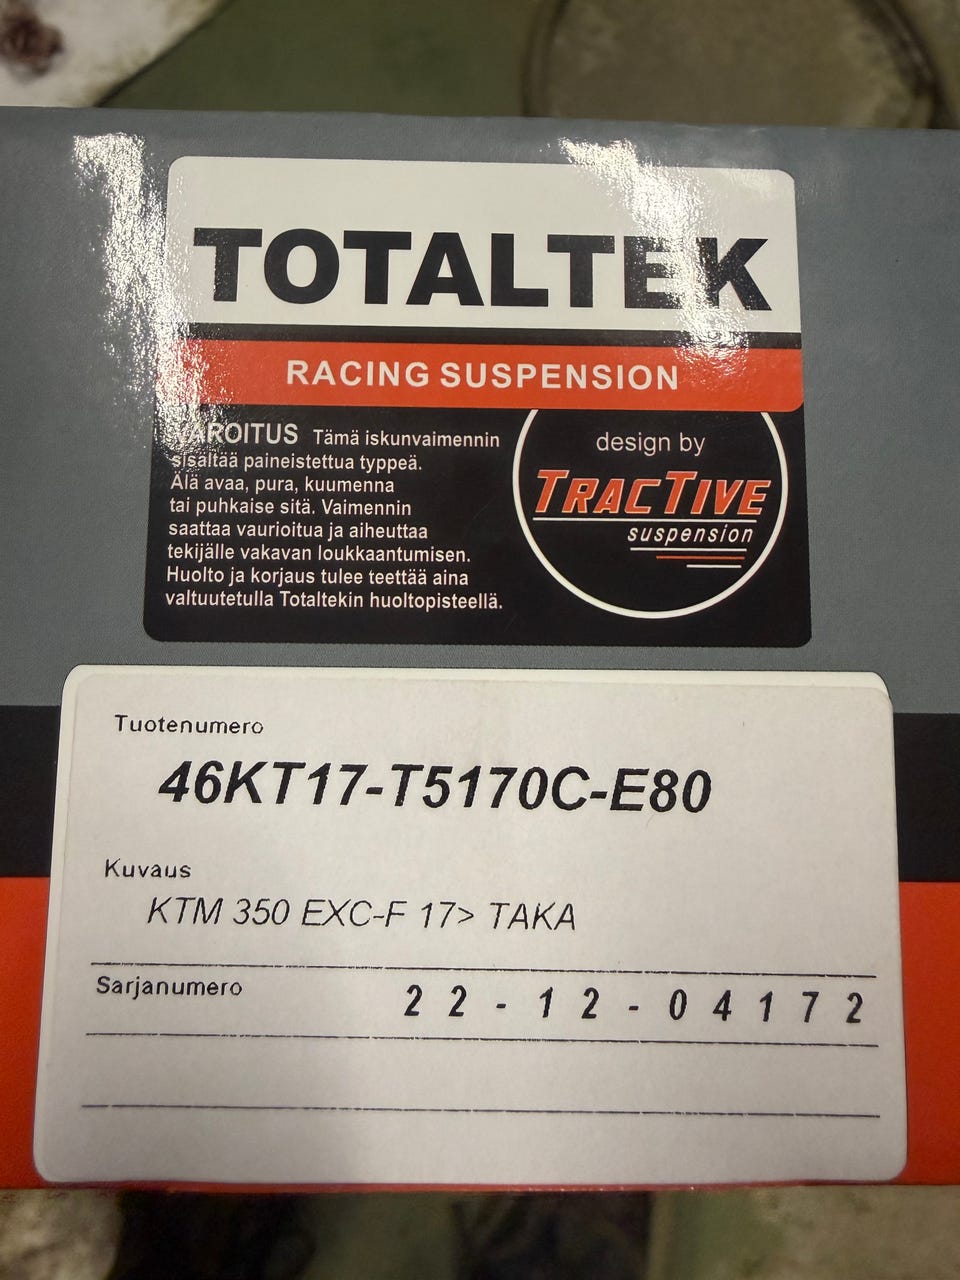 TOTALTEK
RACING SUSPENSION
VAROITUS Tämä iskunvaimennin
sisältää paineistettua typpeä.
Älä avaa, pura, kuumenna
tai puhkaise sitä. Vaimennin
saattaa vaurioitua ja aiheuttaa
tekijälle vakavan loukkaantumisen.
Huolto ja korjaus tulee teettää aina
valtuutetulla Totaltekin huoltopisteellä.
design by
TRACTIVE
suspension
Tuotenumero
46KT17-T5170C-E80
Kuvaus
KTM 350 EXC-F 17> TAKA
Sarjanumero 22-12-04172